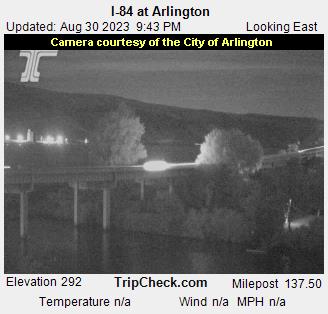 I-84 at Arlington
Updated: Aug 30 2023 9:43 PM Looking East
Camera courtesy of the City of Arlington
Elevation 292 TripCheck.com Milepost 137.50
Temperature n/a Wind n/a MPH n/a